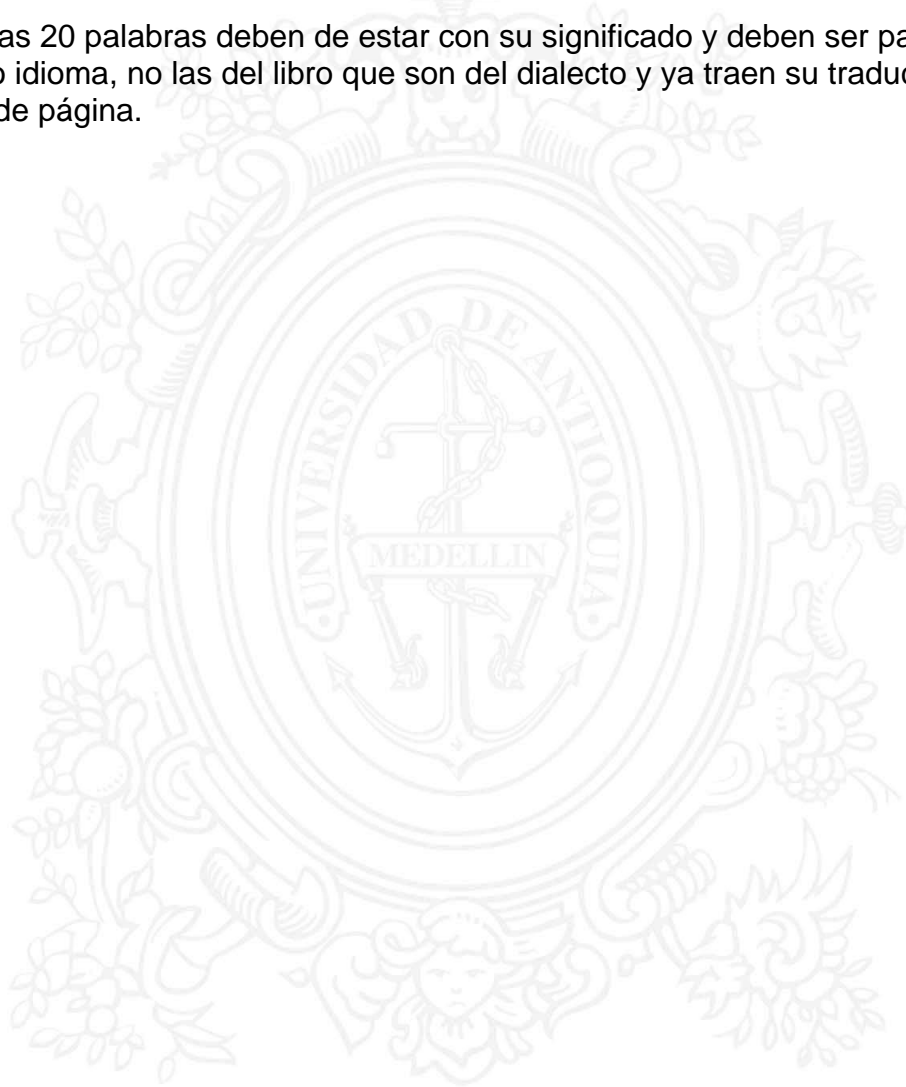 as 20 palabras deben de estar con su significado y deben ser pa
o idioma, no las del libro que son del dialecto y ya traen su traduc
de página.
UNIVERSIDAD DE ANTIOQUIA
MEDELLIN